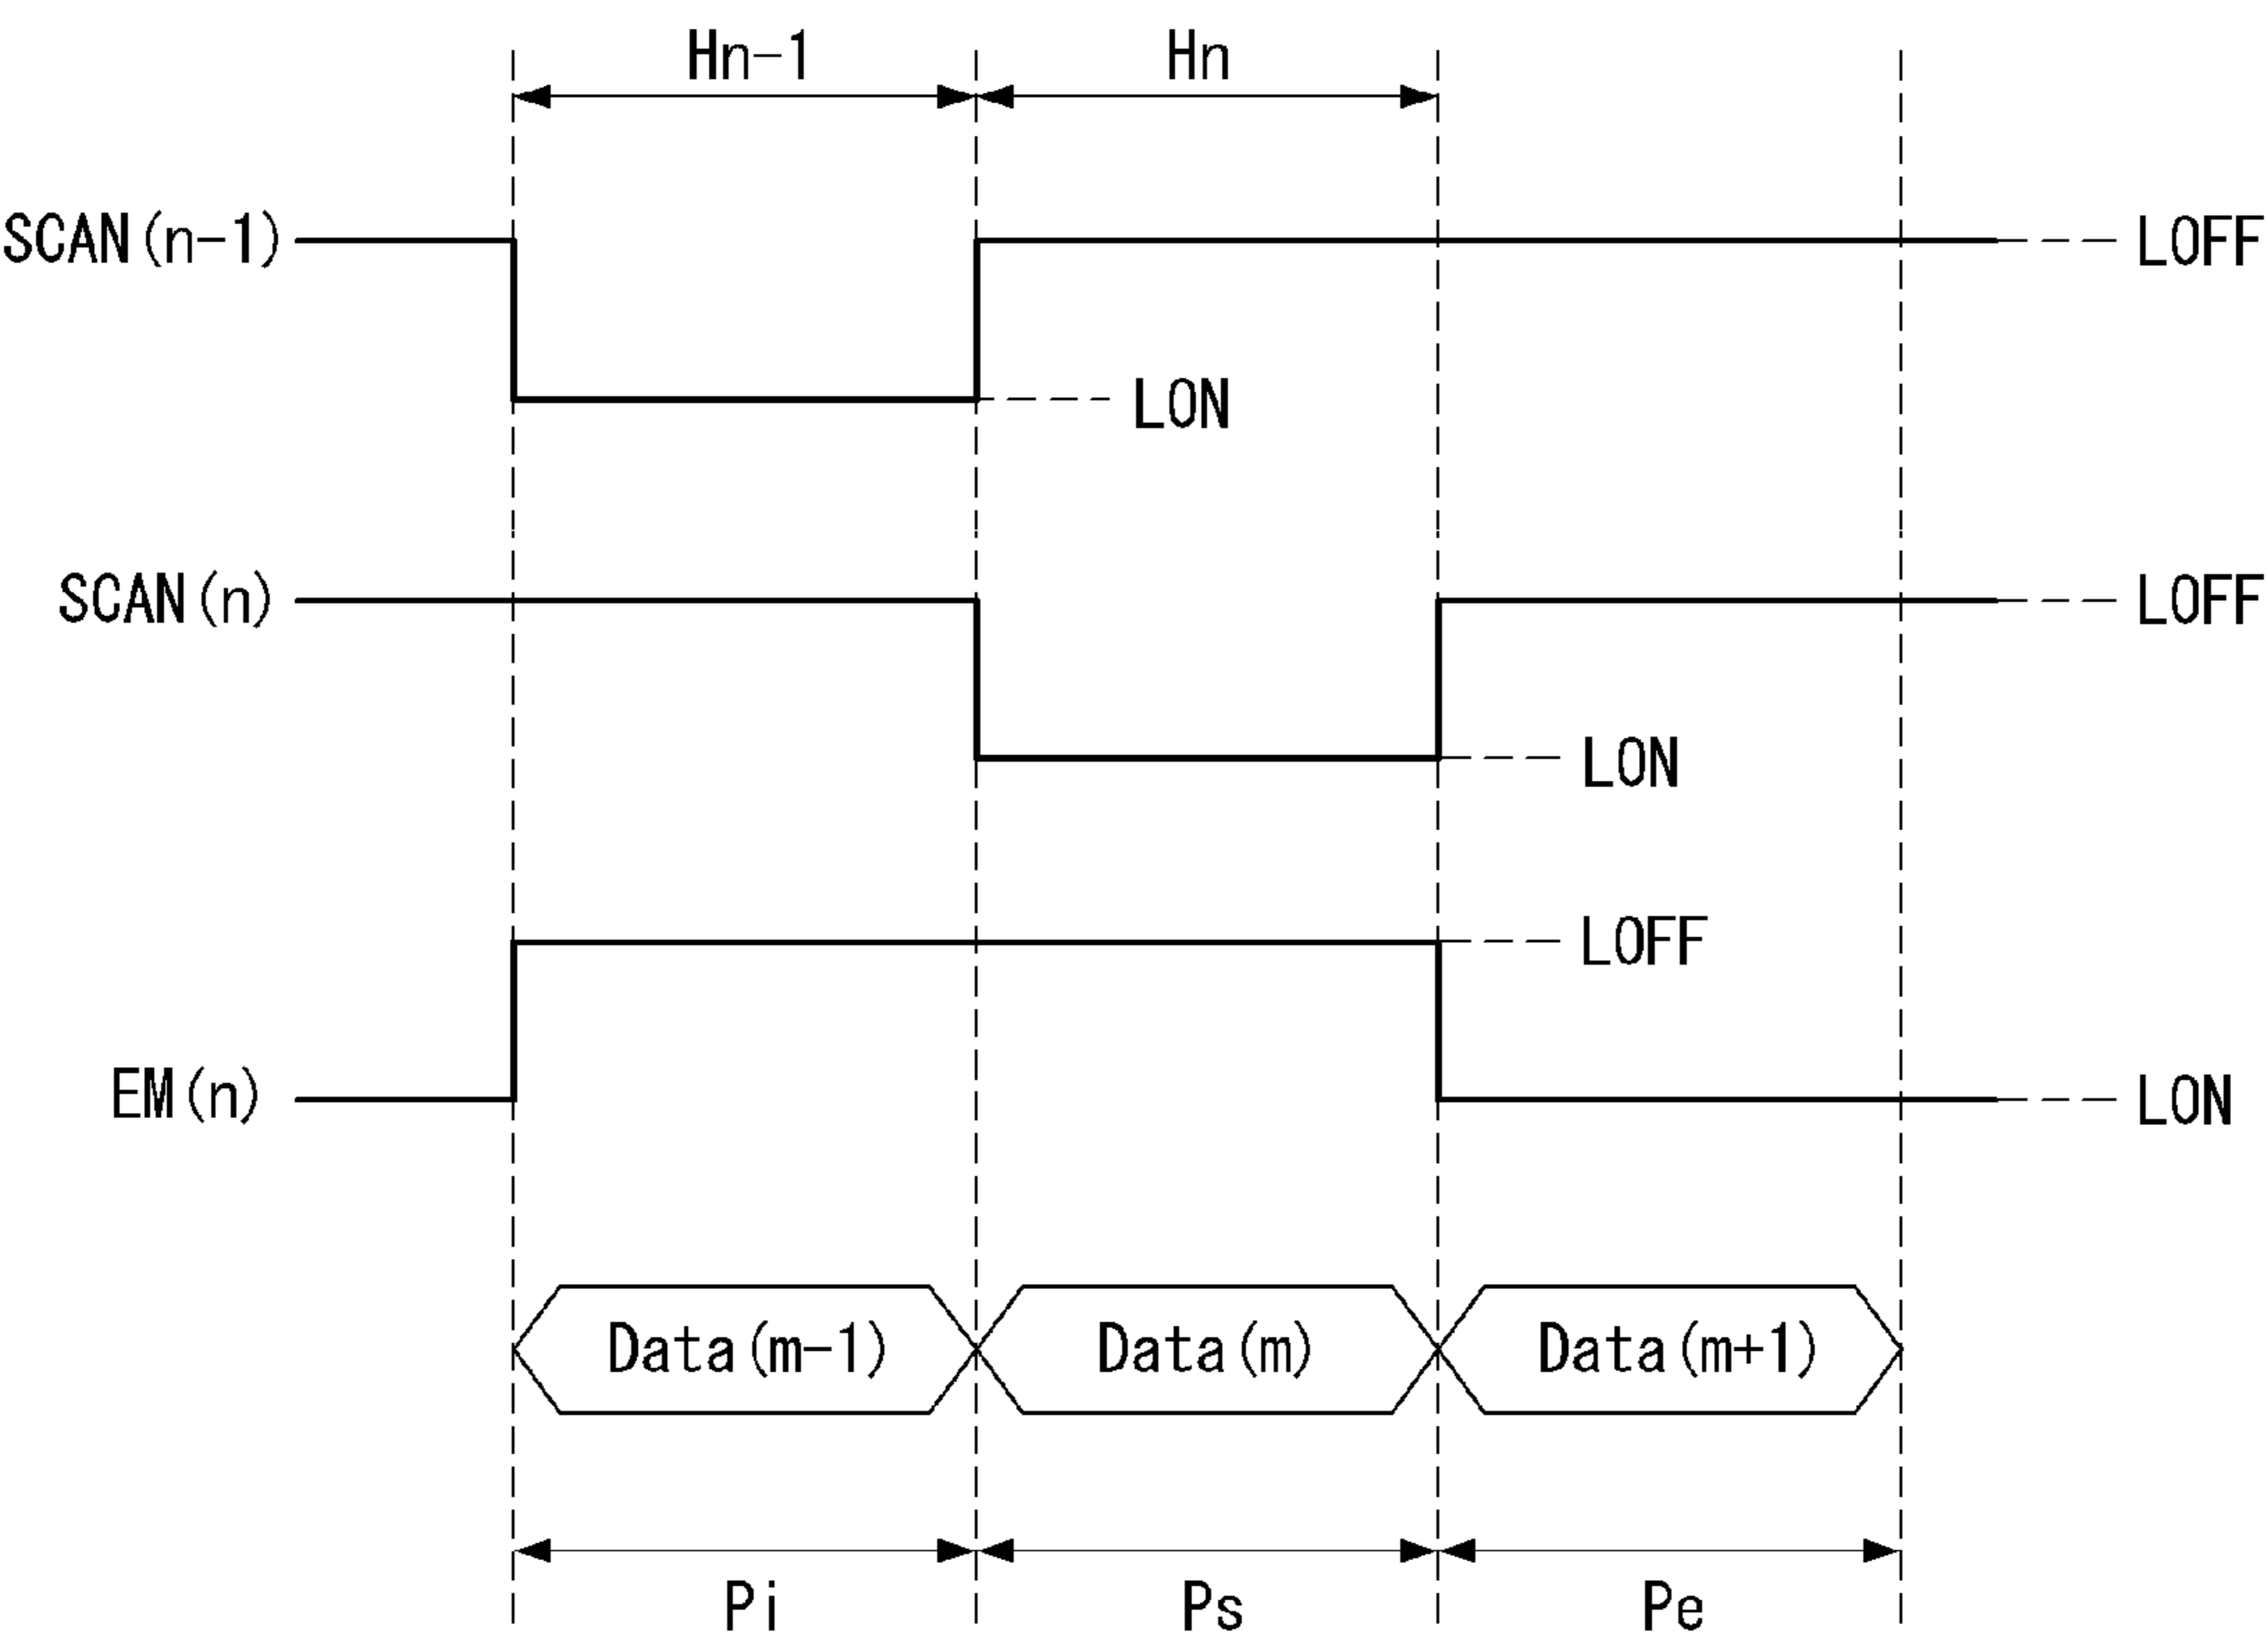 Hn-1 Hn
SCAN(n-1) LOFF
LON
SCAN(n) LOFF
LON
LOFF
EM(n) LON
Data(m-1) Data(m) Data(m+1)
Pi Ps Pe